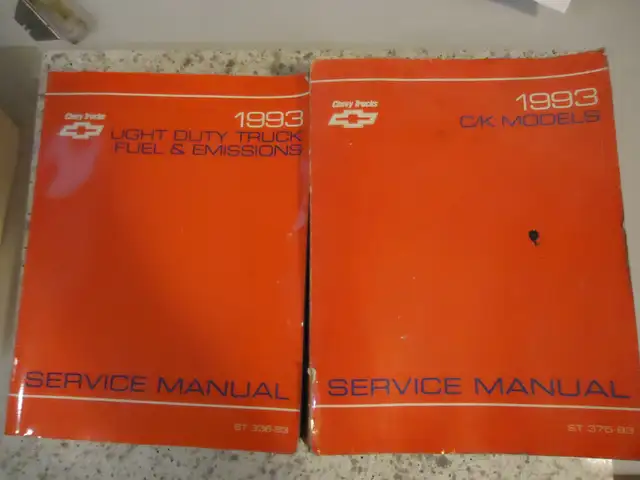 Chevy Trucks
1993
LIGHT DUTY TRUCK
FUEL & EMISSIONS
SERVICE MANUAL
ST 336-93
Chevy Trucks
1993
C/K MODELS
SERVICE MANUAL
ST 375-93